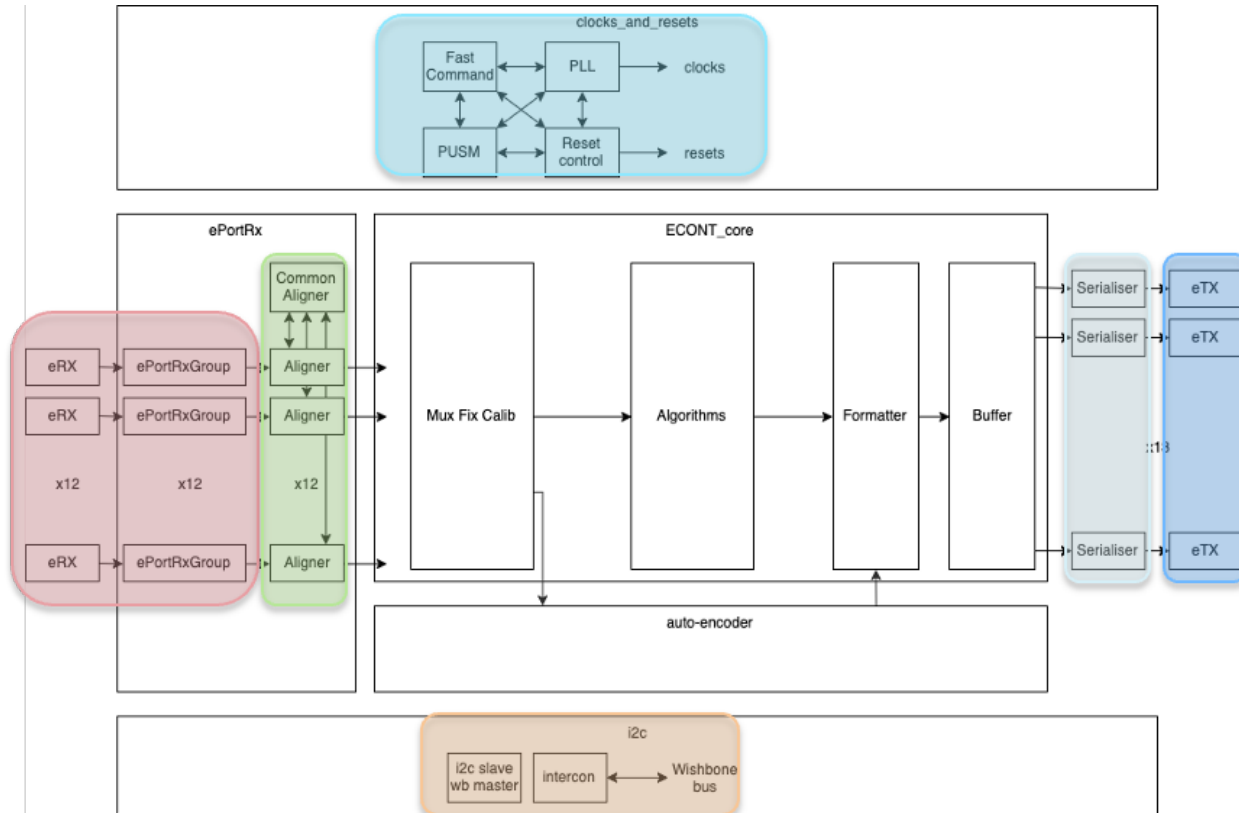 clocks_and_resets
Fast
Command
PLL
clocks
PUSM
Reset
control
resets
ePortRx
ECONT_core
Common
Aligner
Serialiser
eTX
Serialiser
eTX
eRX
ePortRxGroup
Aligner
eRX
ePortRxGroup
Aligner
Mux Fix Calib
Algorithms
Formatter
Buffer
x12
x12
x12
eRX
ePortRxGroup
Aligner
Serialiser
eTX
auto-encoder
i2c
i2c slave
wb master
intercon
Wishbone
bus